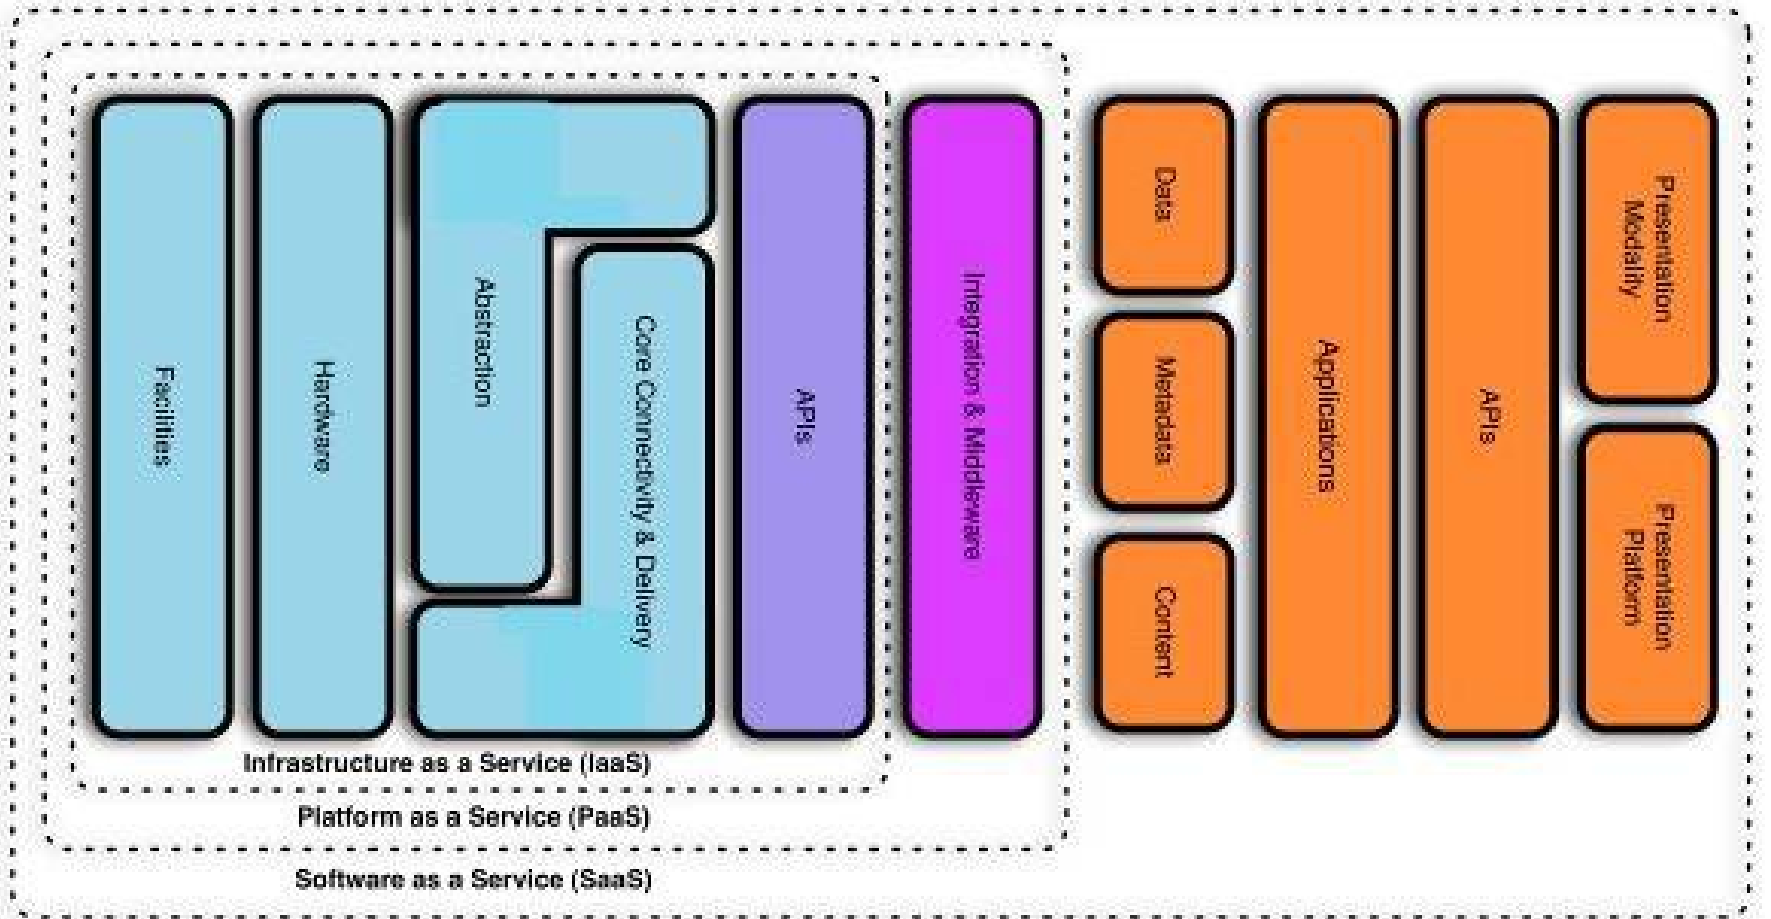 Facilities
Hardware
Abstraction
Core Connectivity & Delivery
APIs
Integration & Middleware
Data
Metadata
Content
Applications
APIs
Presentation
Modality
Presentation
Platform
Infrastructure as a Service (IaaS)
Platform as a Service (PaaS)
Software as a Service (SaaS)